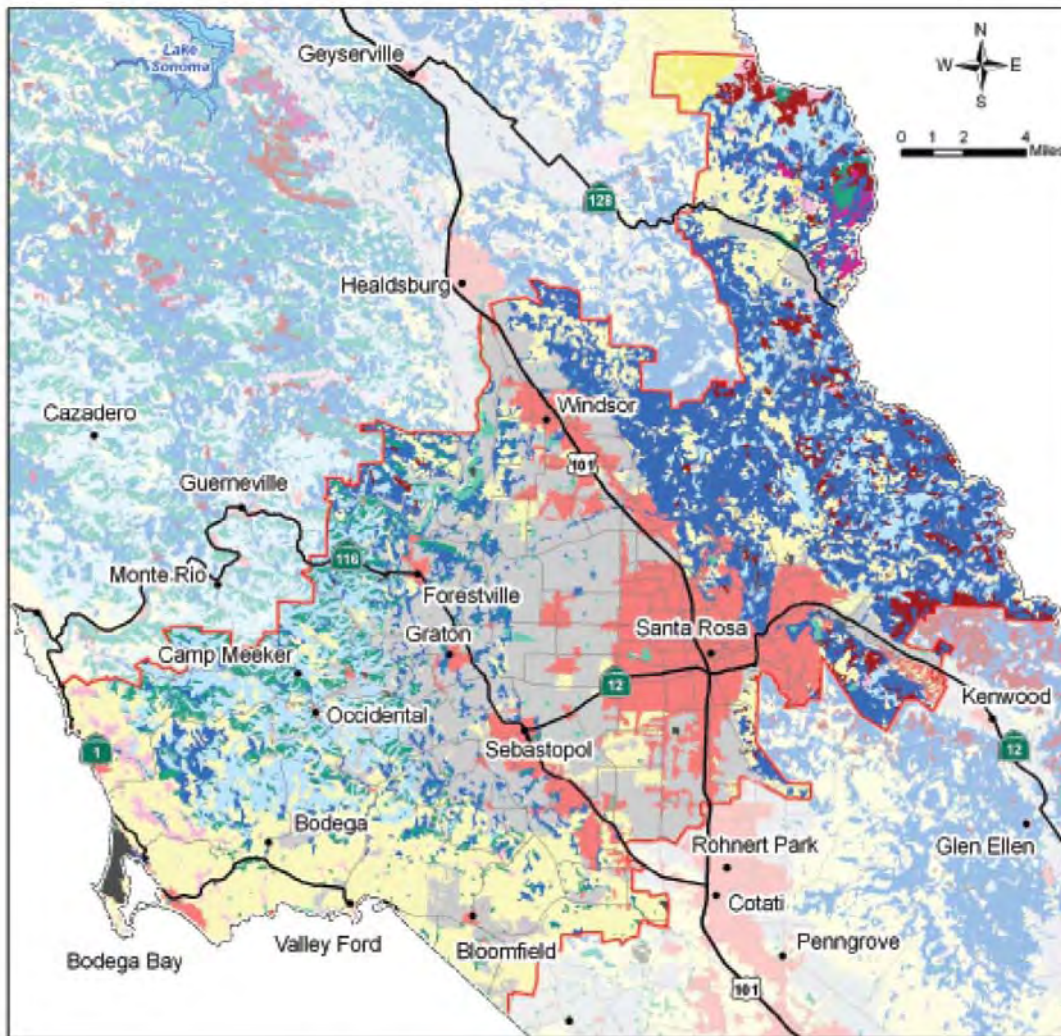 Lake
Sonoma
Geyserville
N
W E
S
0 1 2 4
Miles
128
Healdsburg
Windsor
Cazadero
101
Guerneville
116
Monte Rio
Forestville
Graton
Santa Rosa
Camp Meeker
12
Kenwood
Occidental
Sebastopol
1
12
Bodega
Rohnert Park
Glen Ellen
Cotati
Valley Ford
Bloomfield
Penngrove
Bodega Bay
101